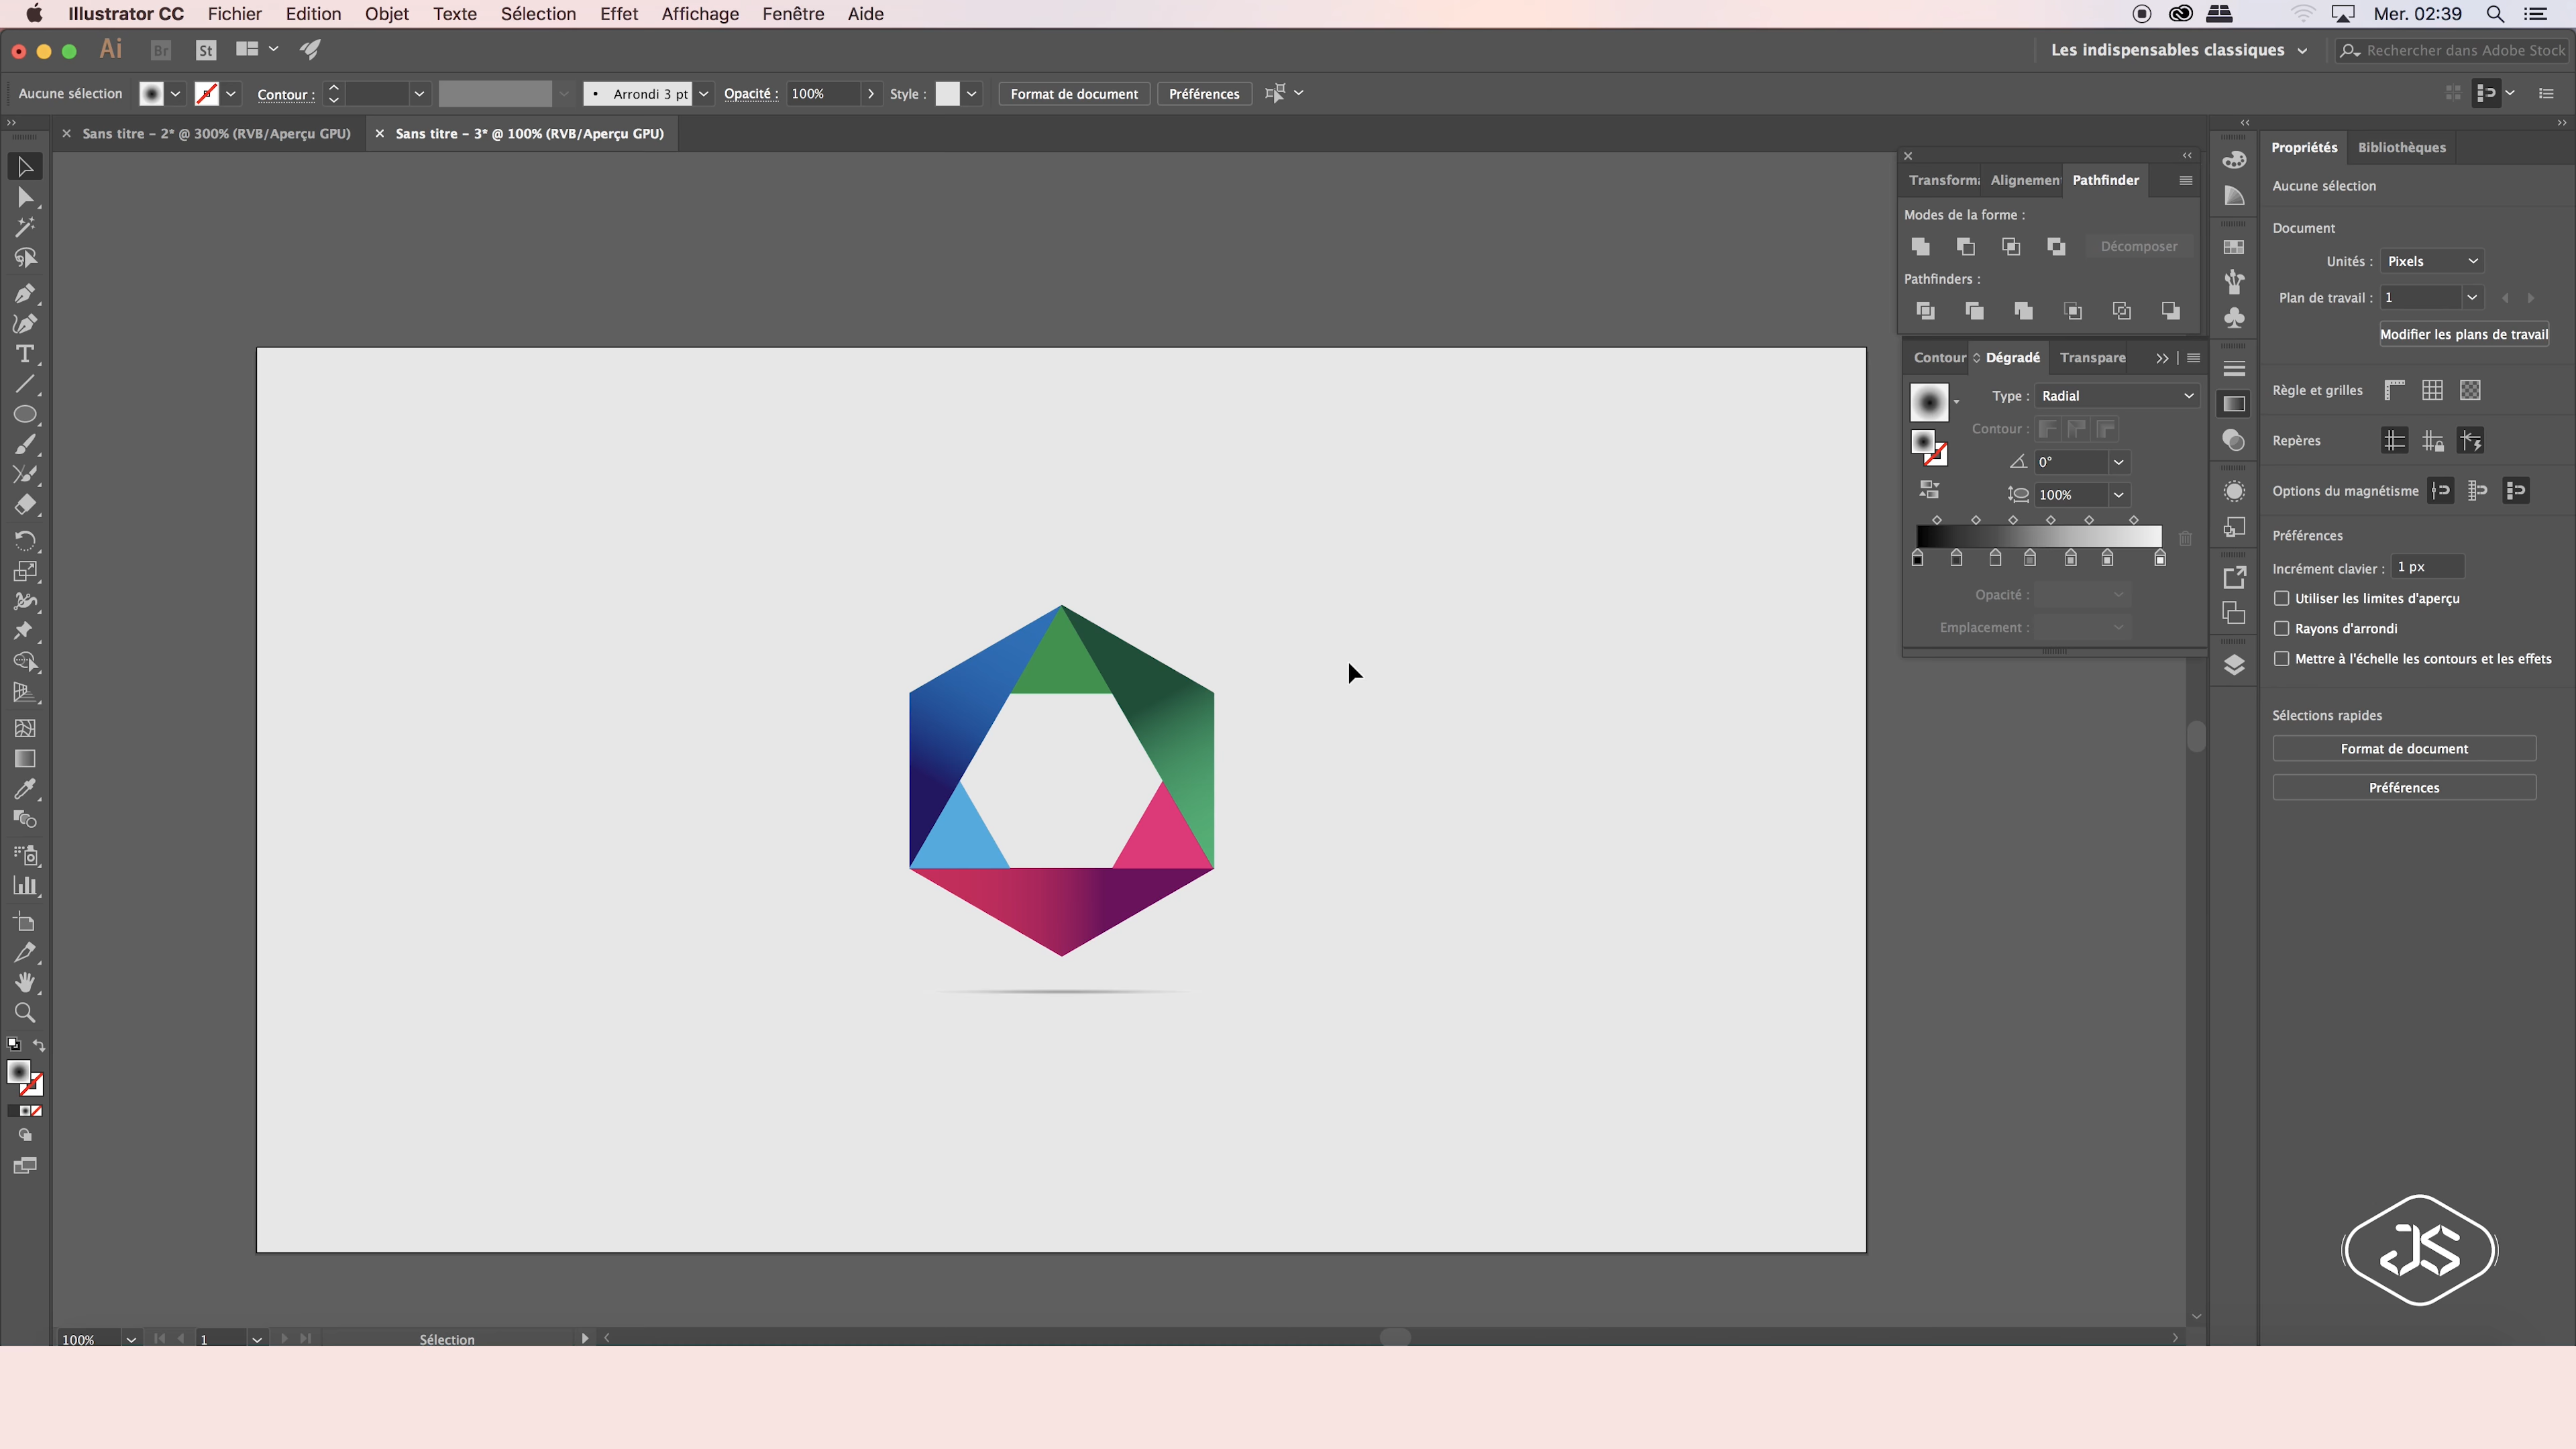 Illustrator CC Fichier Edition Objet Texte Sélection Effet Affichage Fenêtre Aide Mer. 02:39
Ai Br St Les indispensables classiques Rechercher dans Adobe Stock
Aucune sélection Contour : Arrondi 3 pt Opacité : 100% Style : Format de document Préférences
Sans titre - 2* @ 300% (RVB/Aperçu GPU) Sans titre - 3* @ 100% (RVB/Aperçu GPU)
Transforma Alignemen Pathfinder
Modes de la forme :
Décomposer
Pathfinders :
Contour Dégradé Transpare
Type : Radial
Contour :
0°
100%
Opacité :
Emplacement :
Propriétés Bibliothèques
Aucune sélection
Document
Unités : Pixels
Plan de travail : 1
Modifier les plans de travail
Règle et grilles
Repères
Options du magnétisme
Préférences
Incrément clavier : 1 px
Utiliser les limites d'aperçu
Rayons d'arrondi
Mettre à l'échelle les contours et les effets
Sélections rapides
Format de document
Préférences
JS
100% 1 Sélection